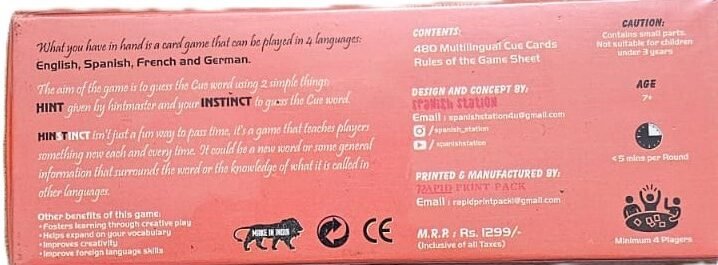 What you have in hand is a card game that can be played in 4 languages:
English, Spanish, French and German.
The aim of the game is to guess the Cue word using 2 simple things;
HINT given by hintmaster and your INSTINCT to guess the Cue word.
HINSTINCT isn't just a fun way to pass time, it's a game that teaches players
something new each and every time. It could be a new word or some general
information that surrounds the word or the knowledge of what it is called in
other languages.
Other benefits of this game:
• Fosters learning through creative play
• Helps expand on your vocabulary
• Improves creativity
• Improve foreign language skills
MAKE IN INDIA
CE
CONTENTS:
480 Multilingual Cue Cards
Rules of the Game Sheet
DESIGN AND CONCEPT BY:
spanish station
Email : spanishstation4u@gmail.com
/spanish_station
/spanishstation
PRINTED & MANUFACTURED BY:
RAPID PRINT PACK
Email : rapidprintpack@gmail.com
M.R.R : Rs. 1299/-
(Inclusive of all Taxes)
CAUTION:
Contains small parts.
Not suitable for children
under 3 years
AGE
7+
<5 mins per Round
Minimum 4 Players